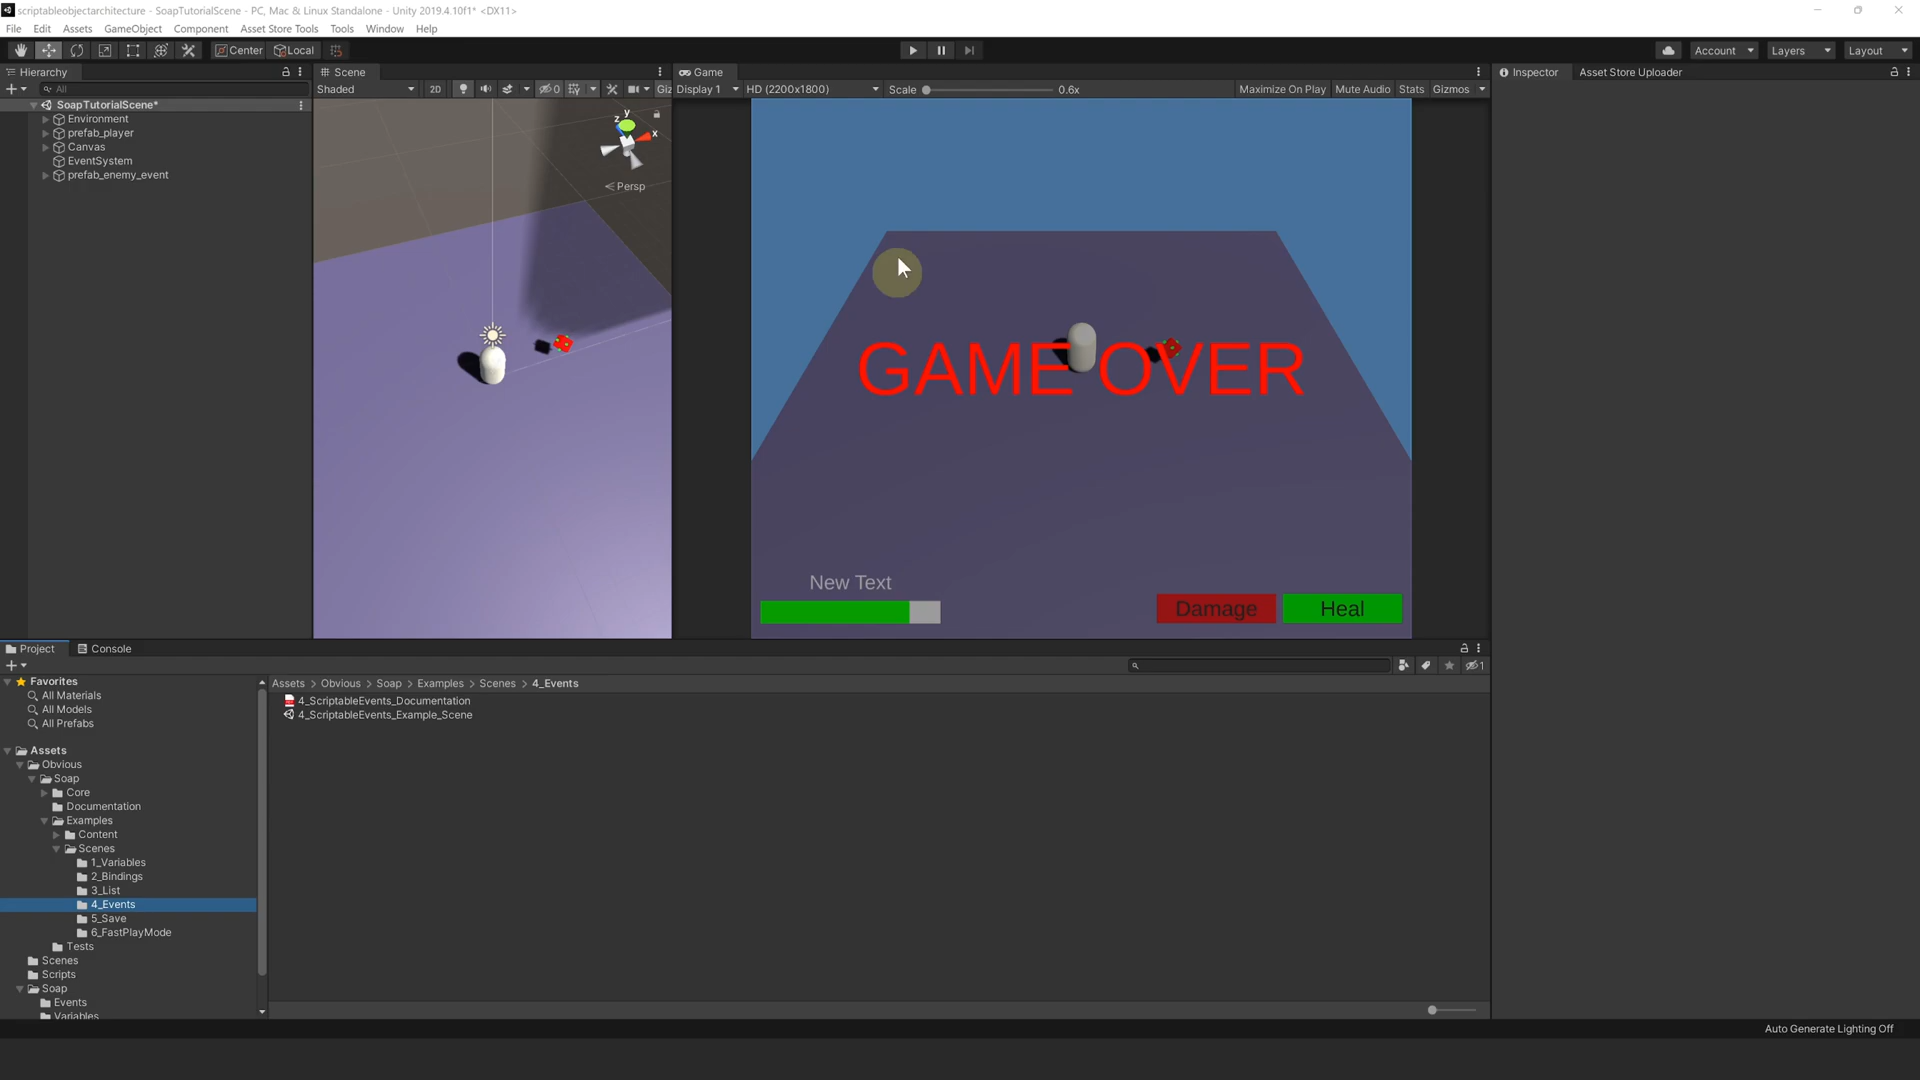 scriptableobjectarchitecture - SoapTutorialScene - PC, Mac & Linux Standalone - Unity 2019.4.10f1* <DX11>
File Edit Assets GameObject Component Asset Store Tools Tools Window Help
Center Local Account Layers Layout
Hierarchy Scene Game Inspector Asset Store Uploader
All Shaded 2D 0 Giz Display 1 HD (2200x1800) Scale 0.6x Maximize On Play Mute Audio Stats Gizmos
SoapTutorialScene*
Environment
prefab_player
Canvas
EventSystem
prefab_enemy_event
y
z x
Persp
GAME OVER
New Text
Damage Heal
Project Console
1
Favorites
All Materials
All Models
All Prefabs
Assets
Obvious
Soap
Core
Documentation
Examples
Content
Scenes
1_Variables
2_Bindings
3_List
4_Events
5_Save
6_FastPlayMode
Tests
Scenes
Scripts
Soap
Events
Variables
Assets > Obvious > Soap > Examples > Scenes > 4_Events
4_ScriptableEvents_Documentation
4_ScriptableEvents_Example_Scene
Auto Generate Lighting Off